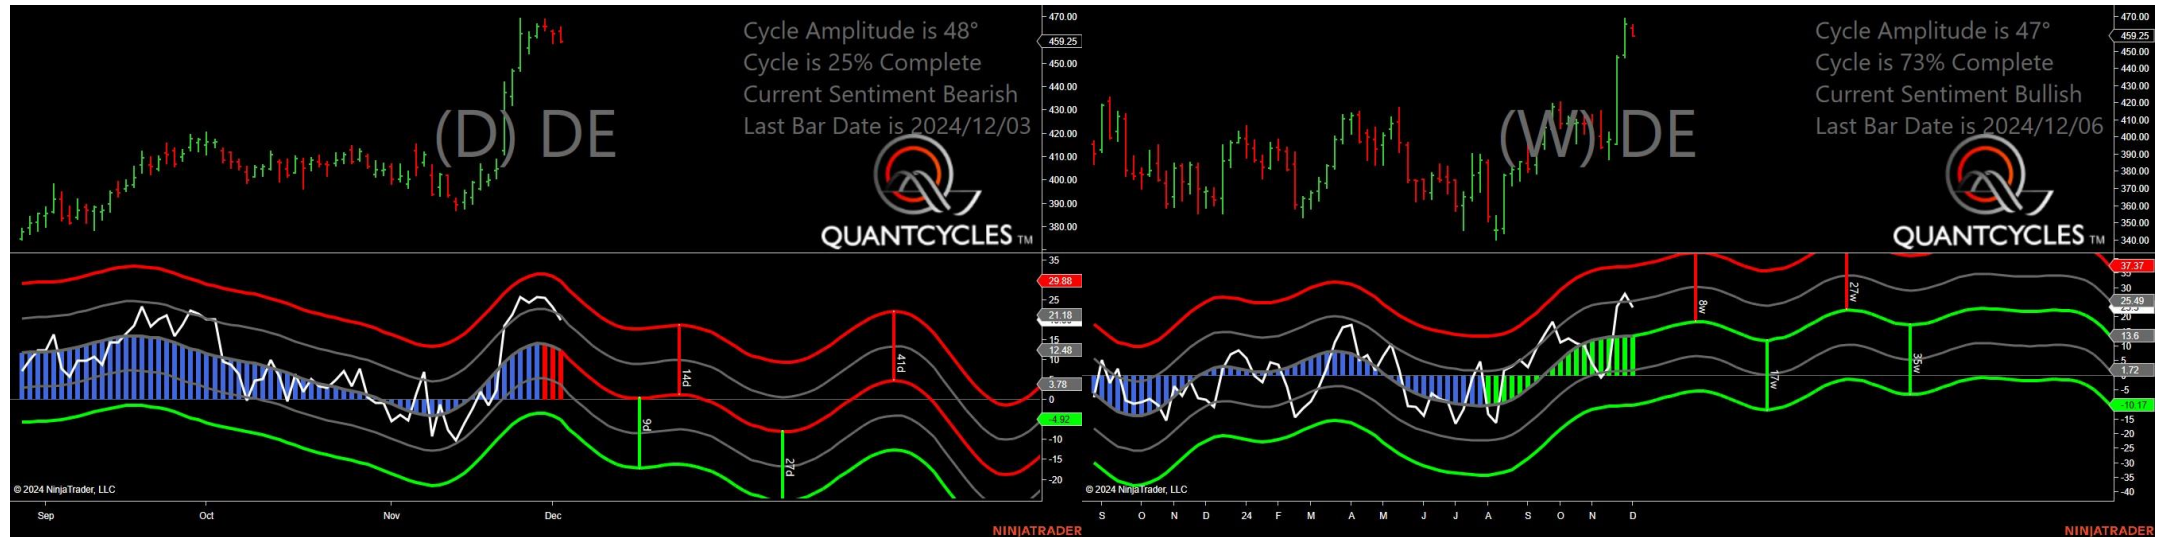 Cycle Amplitude is 48°
Cycle is 25% Complete
Current Sentiment Bearish
Last Bar Date is 2024/12/03
(D) DE
QUANTCYCLES TM
470.00
459.25
450.00
440.00
430.00
420.00
410.00
400.00
390.00
380.00
35
29.88
25
21.18
15
12.48
10
3.78
0
-4.92
-10
-15
-20
9d
14d
27d
41d
© 2024 NinjaTrader, LLC
Sep Oct Nov Dec
NINJATRADER
Cycle Amplitude is 47°
Cycle is 73% Complete
Current Sentiment Bullish
Last Bar Date is 2024/12/06
(W) DE
QUANTCYCLES TM
470.00
459.25
450.00
440.00
430.00
420.00
410.00
400.00
390.00
380.00
370.00
360.00
350.00
340.00
37.37
35
30
25.49
20
13.6
10
5
1.72
-5
-10.17
-15
-20
-25
-30
-35
-40
8w
17w
27w
35w
© 2024 NinjaTrader, LLC
S O N D 24 F M A M J J A S O N D
NINJATRADER